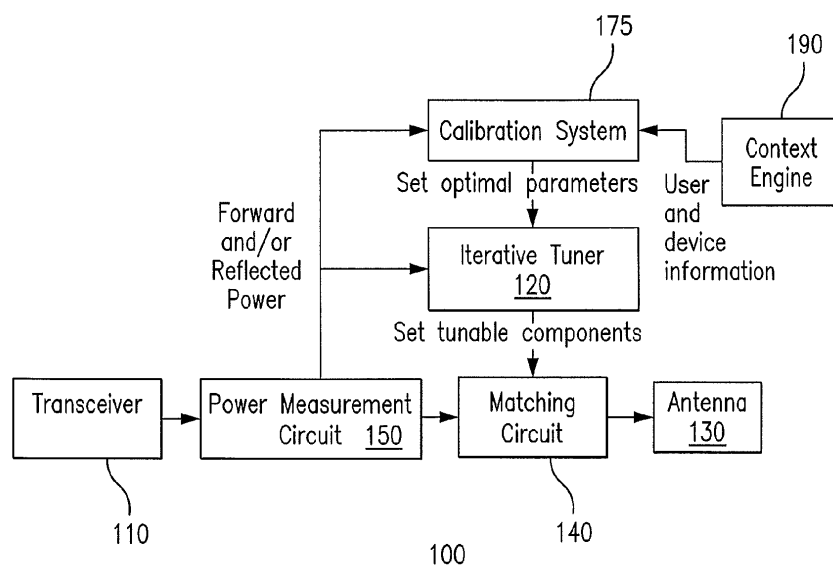 175
190
Calibration System
Context
Engine
Set optimal parameters
User
and
device
information
Forward
and/or
Reflected
Power
Iterative Tuner
120
Set tunable components
Transceiver
Power Measurement
Circuit 150
Matching
Circuit
Antenna
130
110
140
100